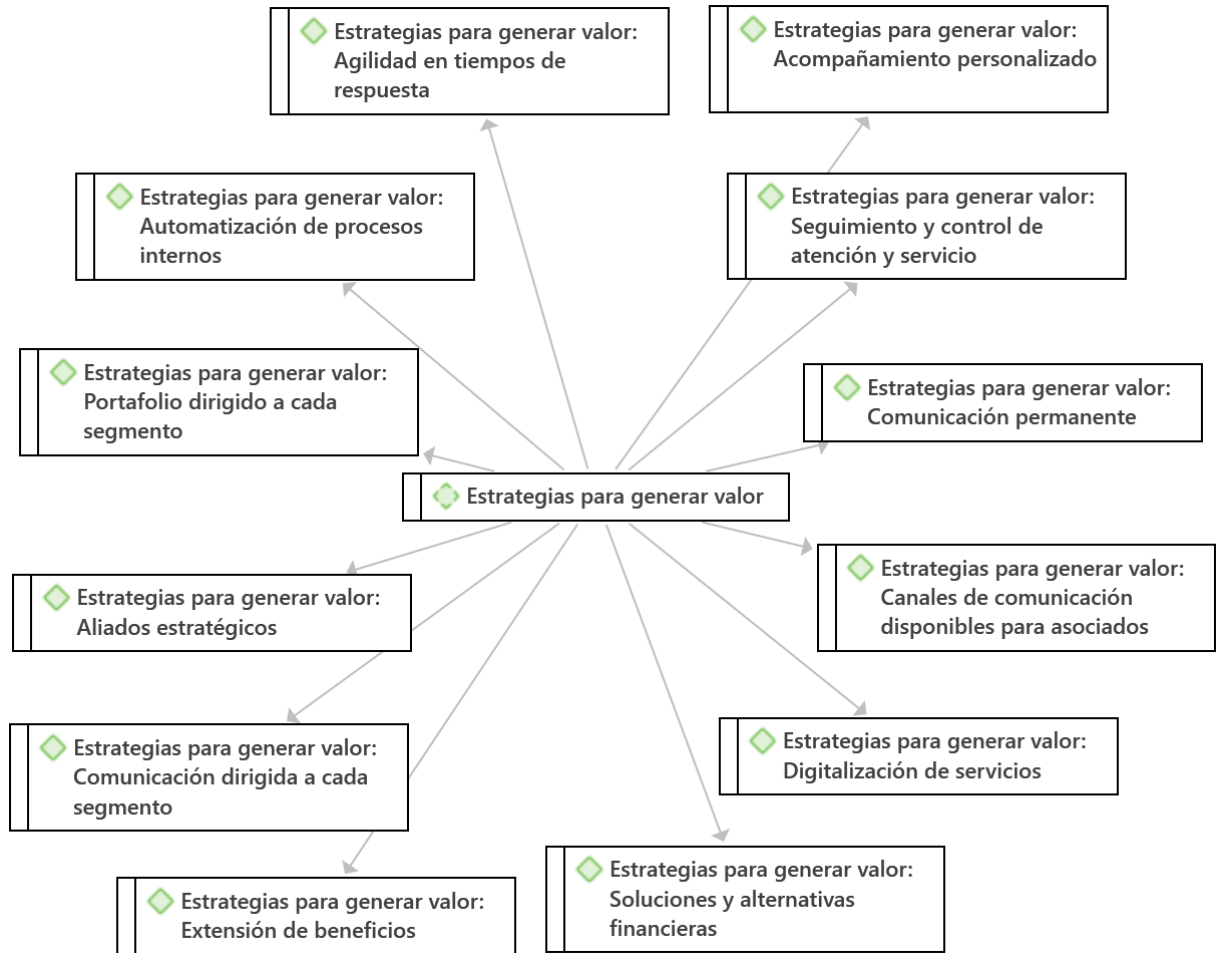 Estrategias para generar valor:
Agilidad en tiempos de
respuesta
Estrategias para generar valor:
Acompañamiento personalizado
Estrategias para generar valor:
Automatización de procesos
internos
Estrategias para generar valor:
Seguimiento y control de
atención y servicio
Estrategias para generar valor:
Portafolio dirigido a cada
segmento
Estrategias para generar valor:
Comunicación permanente
Estrategias para generar valor
Estrategias para generar valor:
Aliados estratégicos
Estrategias para generar valor:
Canales de comunicación
disponibles para asociados
Estrategias para generar valor:
Comunicación dirigida a cada
segmento
Estrategias para generar valor:
Digitalización de servicios
Estrategias para generar valor:
Extensión de beneficios
Estrategias para generar valor:
Soluciones y alternativas
financieras